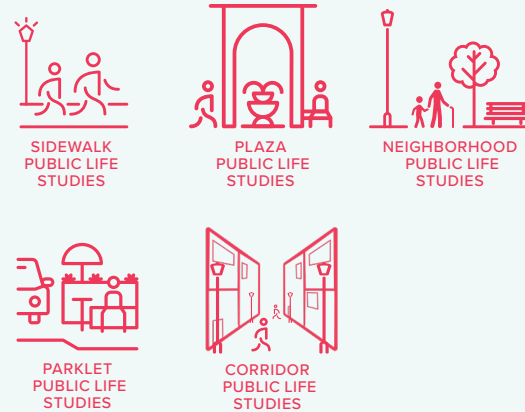 SIDEWALK
PUBLIC LIFE
STUDIES
PLAZA
PUBLIC LIFE
STUDIES
NEIGHBORHOOD
PUBLIC LIFE
STUDIES
PARKLET
PUBLIC LIFE
STUDIES
CORRIDOR
PUBLIC LIFE
STUDIES